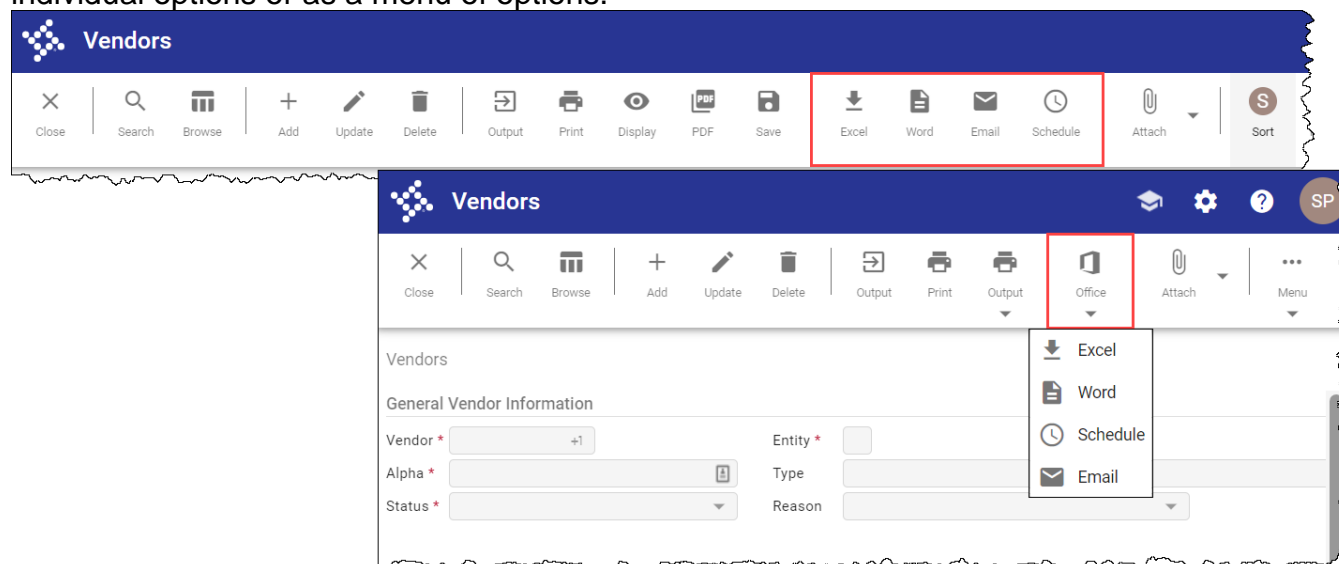 individual options or as a menu of options.
Vendors
Close Search Browse Add Update Delete Output Print Display PDF Save Excel Word Email Schedule Attach S Sort
Vendors ? SP
Close Search Browse Add Update Delete Output Print Output Office Attach Menu
Excel
Vendors
Word
General Vendor Information
Vendor * +1 Entity * Schedule
Alpha * Type Email
Status * Reason